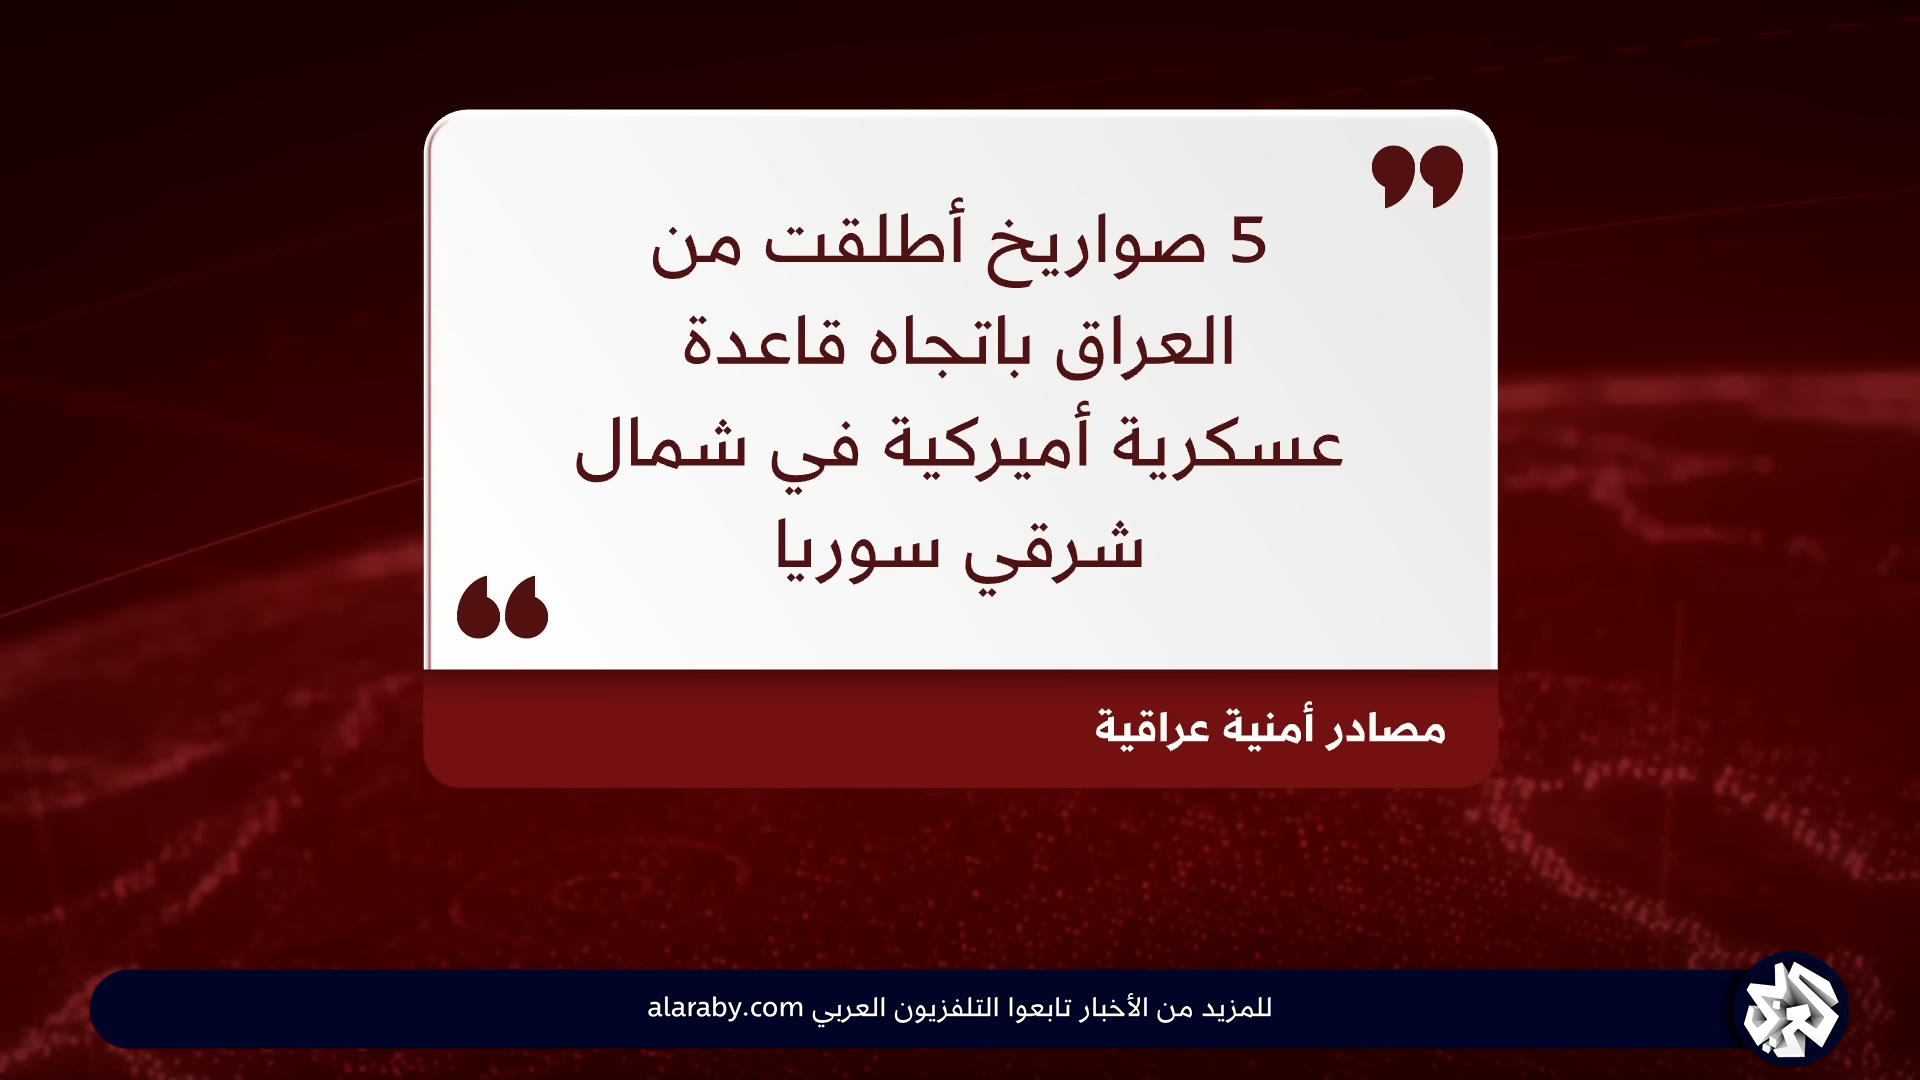 5 صواريخ أطلقت من
العراق باتجاه قاعدة
عسكرية أميركية في شمال
شرقي سوريا
مصادر أمنية عراقية
للمزيد من الأخبار تابعوا التلفزيون العربي alaraby.com
العربي